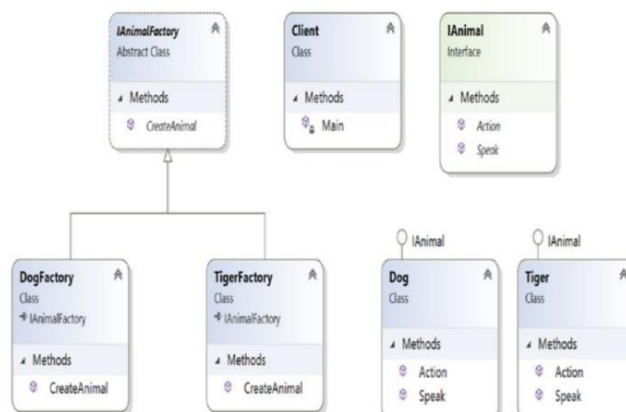 IAnimalFactory
Abstract Class
Methods
CreateAnimal
Client
Class
Methods
Main
IAnimal
Interface
Methods
Action
Speak
DogFactory
Class
IAnimalFactory
Methods
CreateAnimal
TigerFactory
Class
IAnimalFactory
Methods
CreateAnimal
IAnimal
Dog
Class
Methods
Action
Speak
IAnimal
Tiger
Class
Methods
Action
Speak